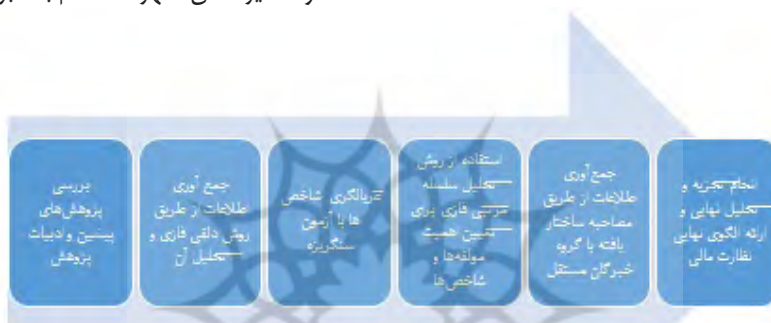 بررسی
پژوهش‌های
پیشین و ادبیات
پژوهش
جمع آوری
اطلاعات از طریق
روش دلفی فازی و
تحلیل آن
غربالگری شاخص
ها با آزمون
سنگریزه
استفاده از روش
تحلیل سلسله
مراتبی فازی برای
تعیین اهمیت
مولفه‌ها و
شاخص‌ها
جمع‌آوری
اطلاعات از طریق
مصاحبه ساختار
یافته با گروه
خبرگان مستقل
انجام تجزیه و
تحلیل نهایی و
ارائه الگوی نهایی
نظارت مالی